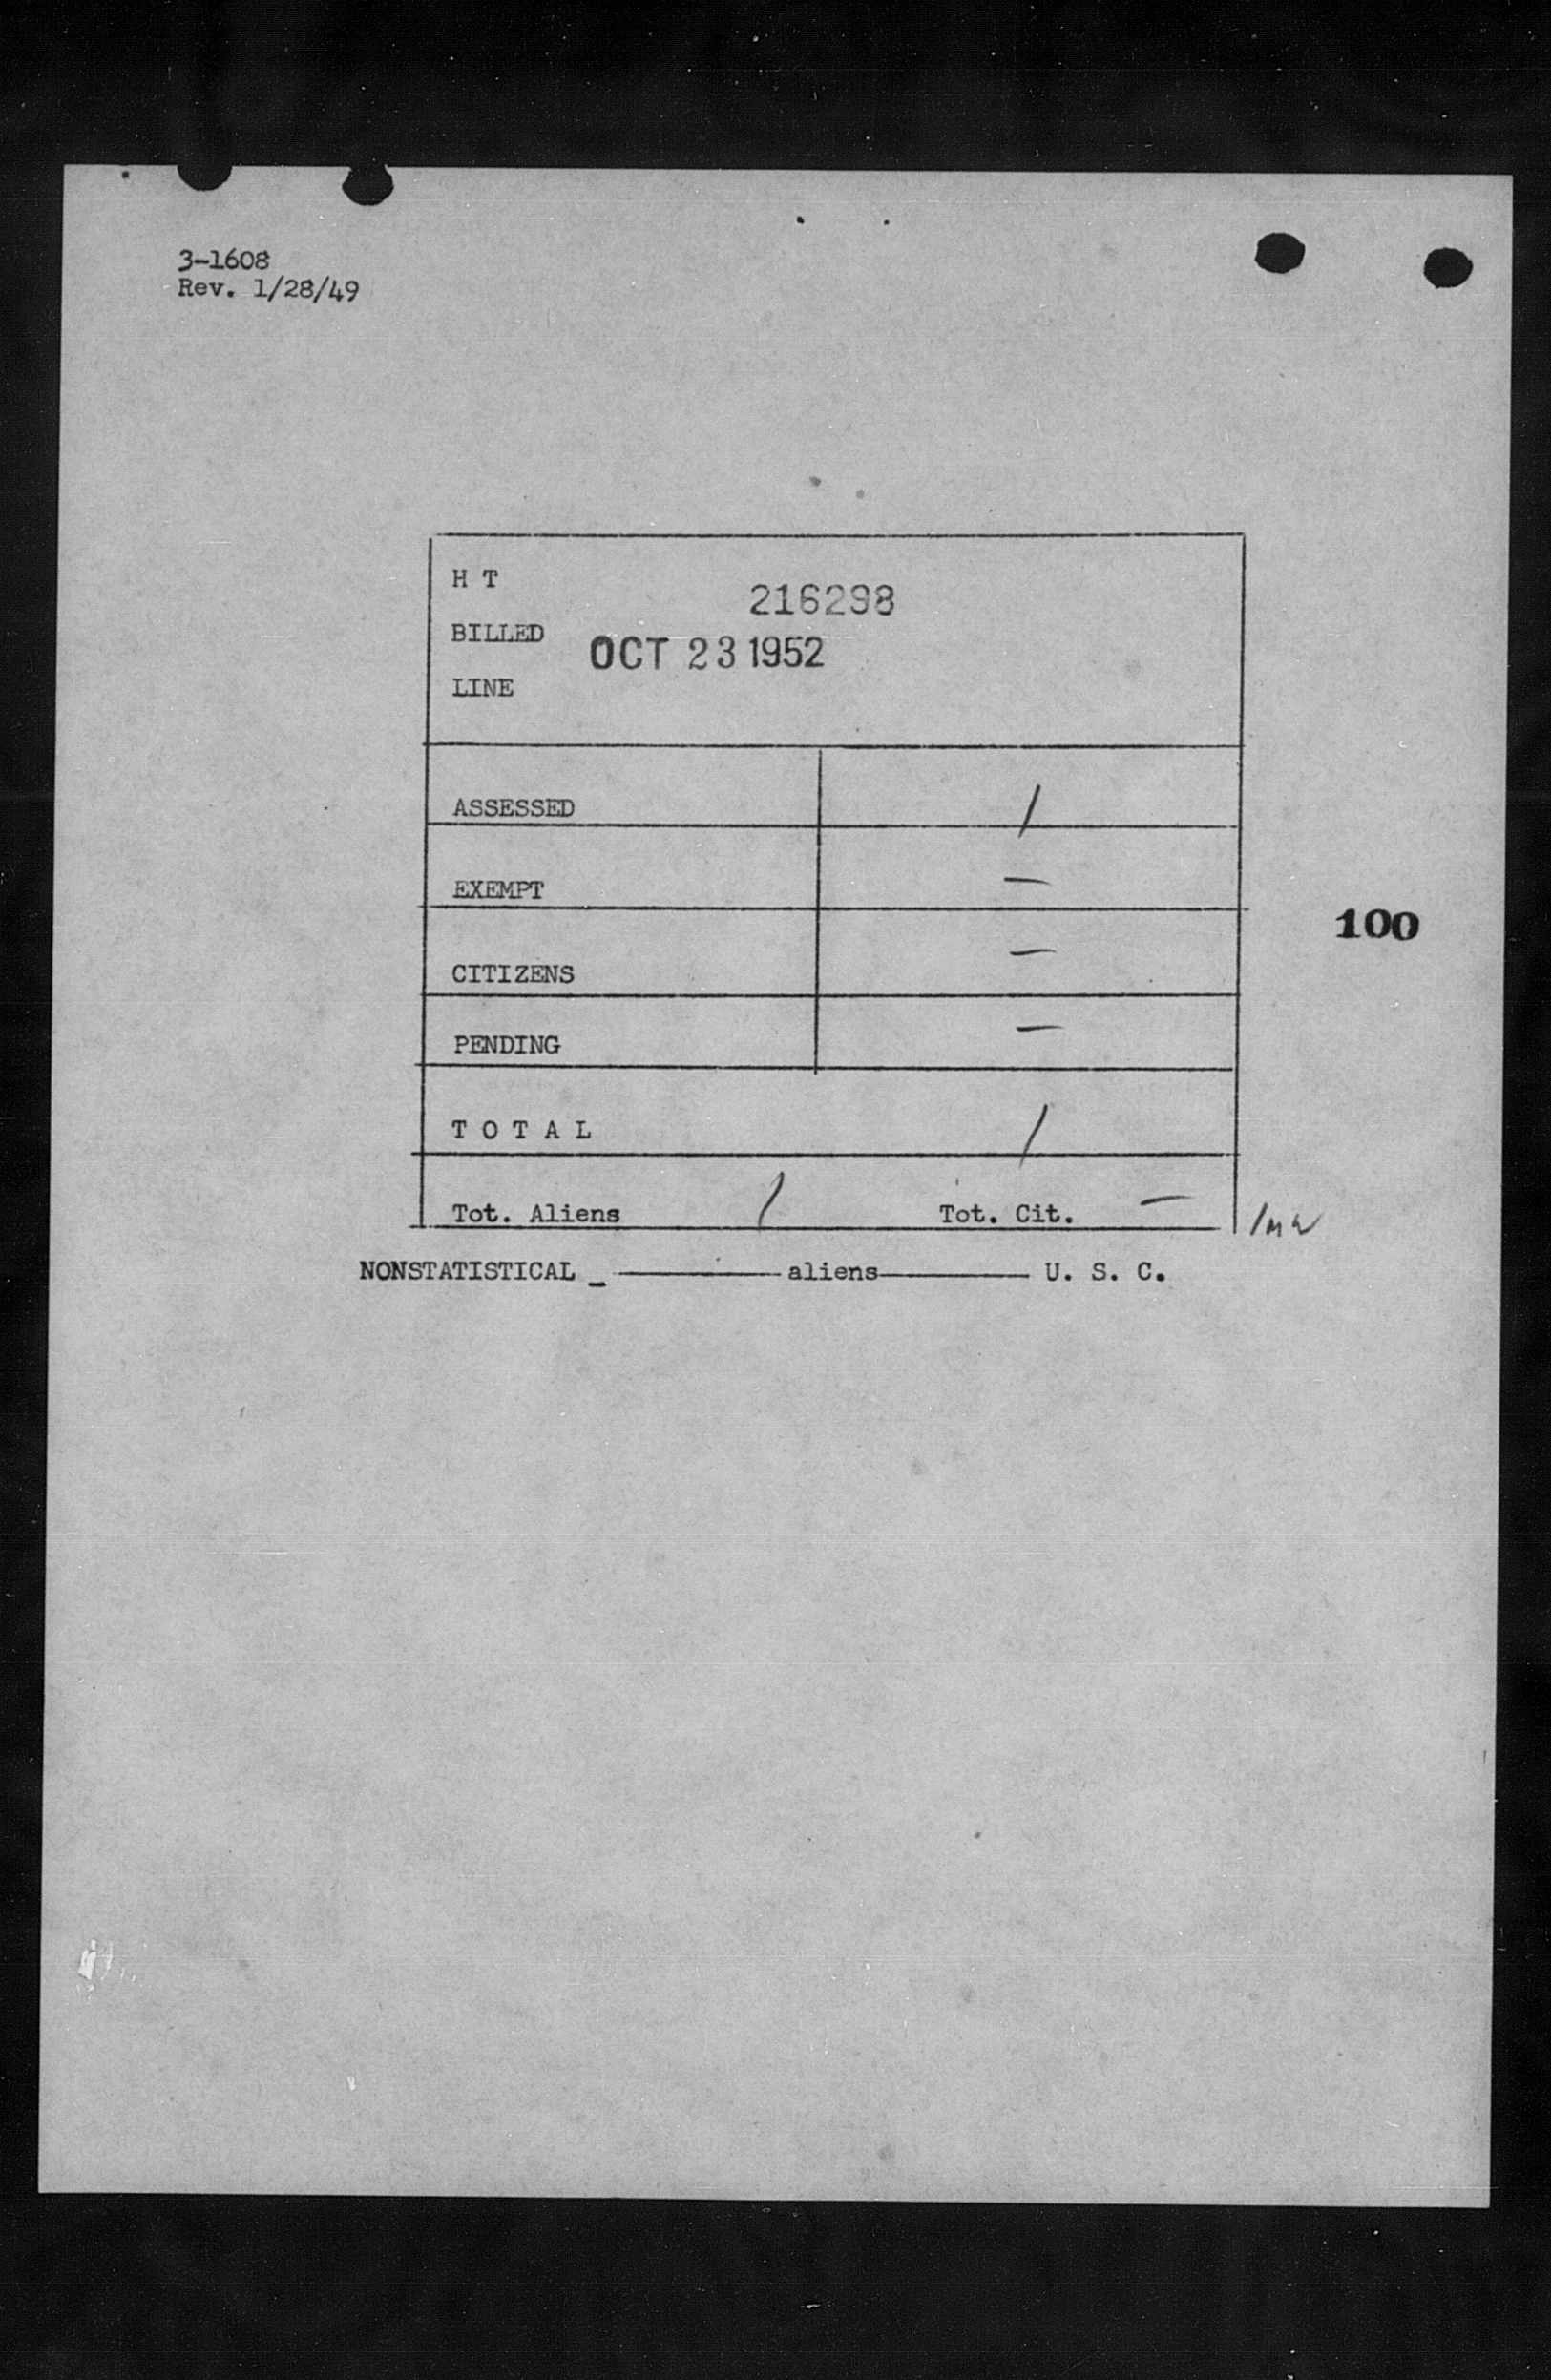 3-1608
Rev. 1/28/49
H T 216298
BILLED OCT 23 1952
LINE
ASSESSED /
EXEMPT —
CITIZENS —
100
PENDING —
T O T A L /
Tot. Aliens / Tot. Cit. —
NONSTATISTICAL _ ———— aliens ———— U. S. C.